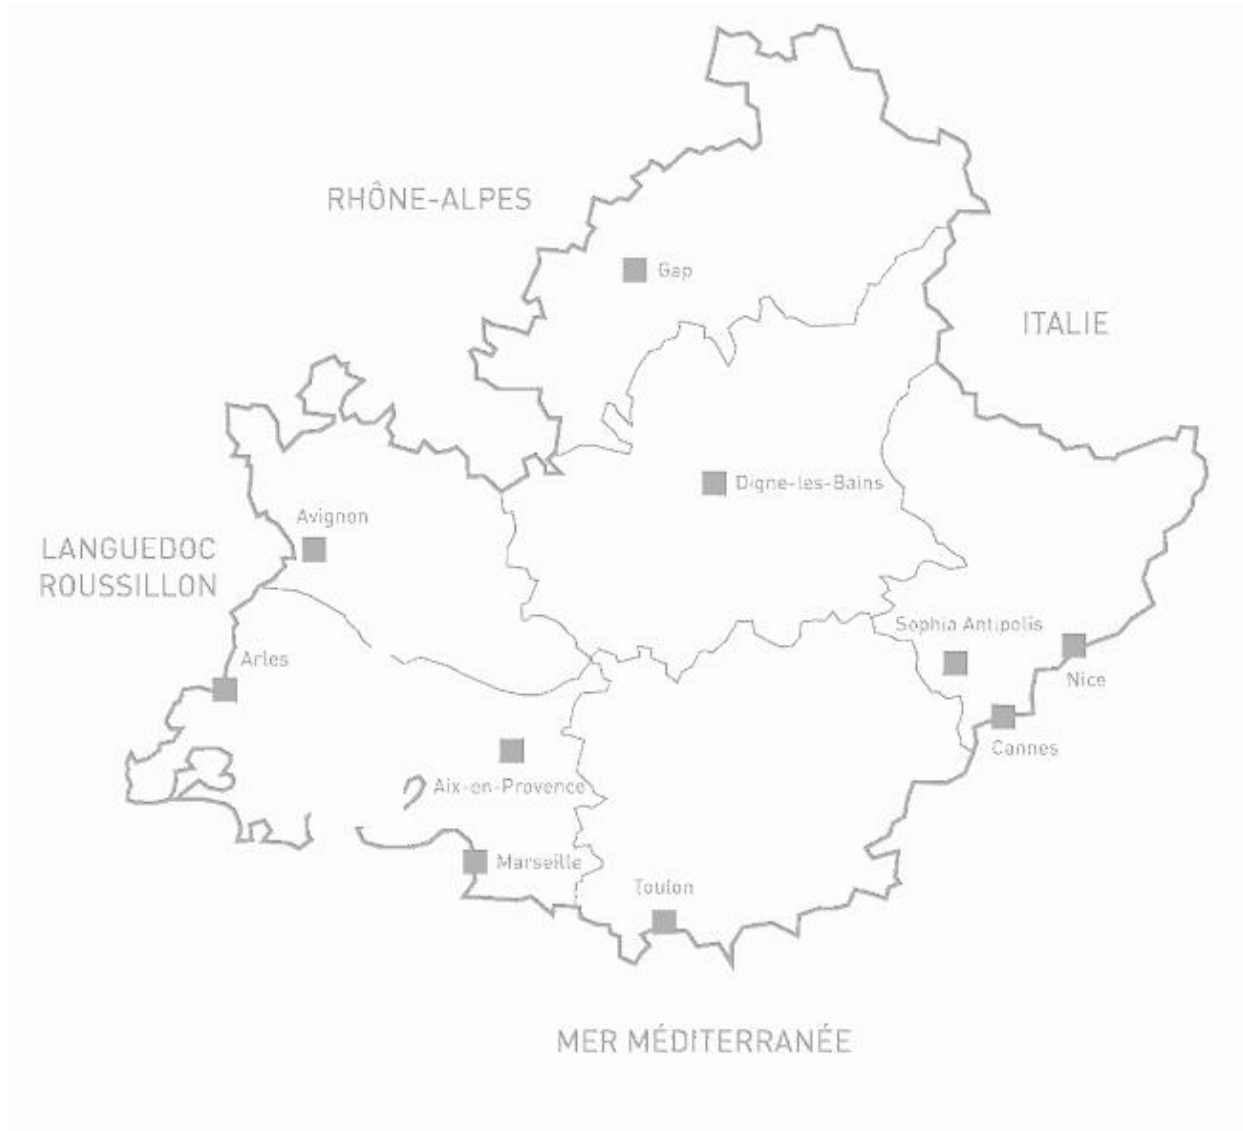 RHÔNE-ALPES
Gap
ITALIE
Digne-les-Bains
Avignon
LANGUEDOC
ROUSSILLON
Sophia Antipolis
Arles
Nice
Cannes
Aix-en-Provence
Marseille
Toulon
MER MÉDITERRANÉE